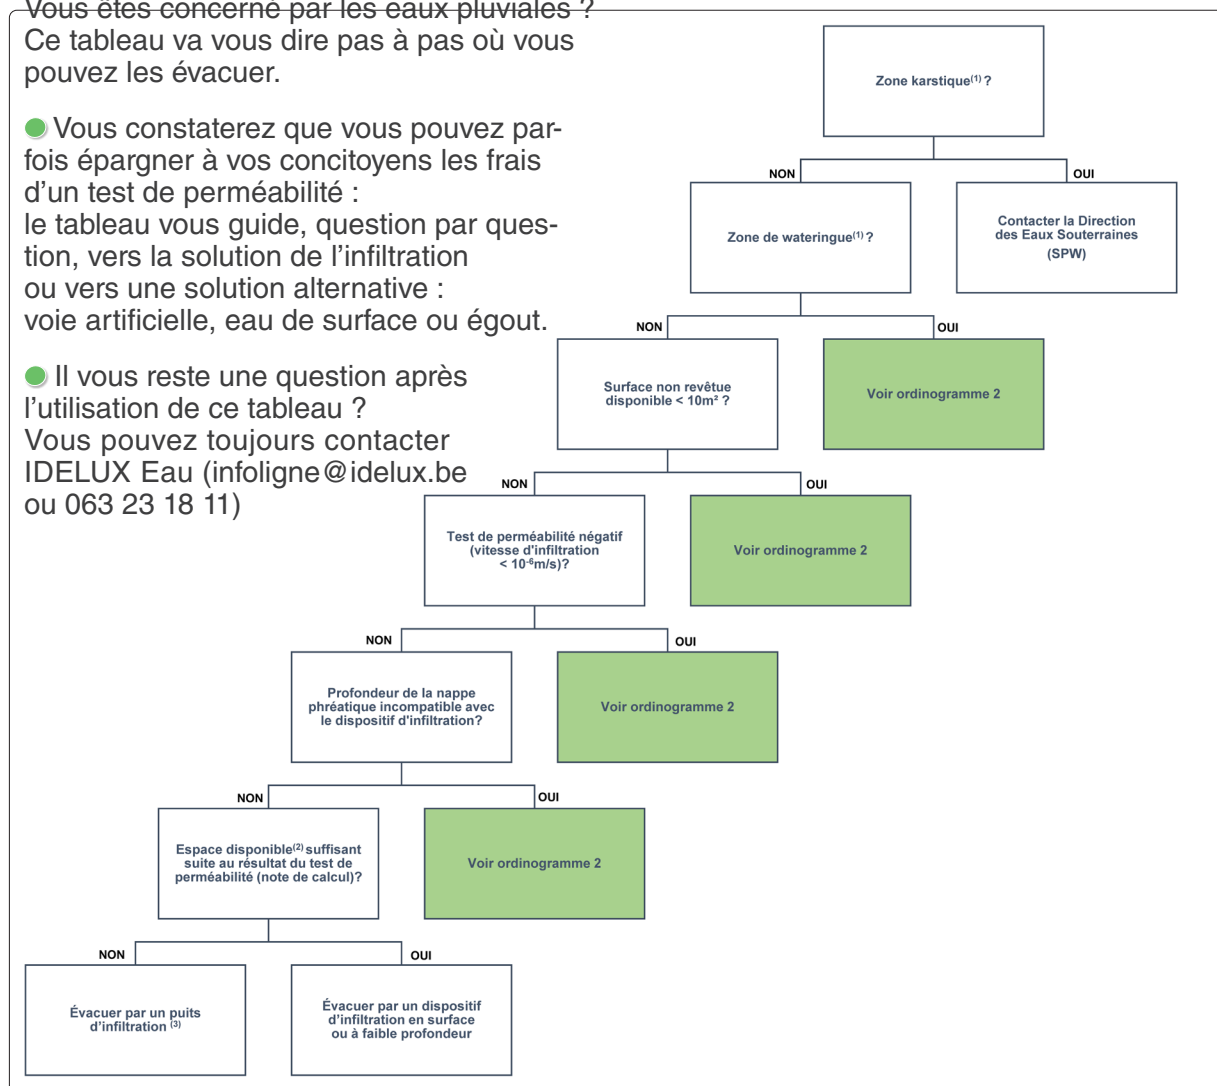 Vous êtes concerné par les eaux pluviales ?
Ce tableau va vous dire pas à pas où vous
pouvez les évacuer.
Vous constaterez que vous pouvez par-
fois épargner à vos concitoyens les frais
d’un test de perméabilité :
le tableau vous guide, question par ques-
tion, vers la solution de l’infiltration
ou vers une solution alternative :
voie artificielle, eau de surface ou égout.
Il vous reste une question après
l’utilisation de ce tableau ?
Vous pouvez toujours contacter
IDELUX Eau (infoligne@idelux.be
ou 063 23 18 11)
Zone karstique(1) ?
NON
OUI
Zone de wateringue(1) ?
Contacter la Direction
des Eaux Souterraines
(SPW)
NON
OUI
Surface non revêtue
disponible < 10m² ?
Voir ordinogramme 2
NON
OUI
Test de perméabilité négatif
(vitesse d'infiltration
< 10-6m/s)?
Voir ordinogramme 2
NON
OUI
Profondeur de la nappe
phréatique incompatible avec
le dispositif d'infiltration?
Voir ordinogramme 2
NON
OUI
Espace disponible(2) suffisant
suite au résultat du test de
perméabilité (note de calcul)?
Voir ordinogramme 2
NON
OUI
Évacuer par un puits
d’infiltration (3)
Évacuer par un dispositif
d’infiltration en surface
ou à faible profondeur